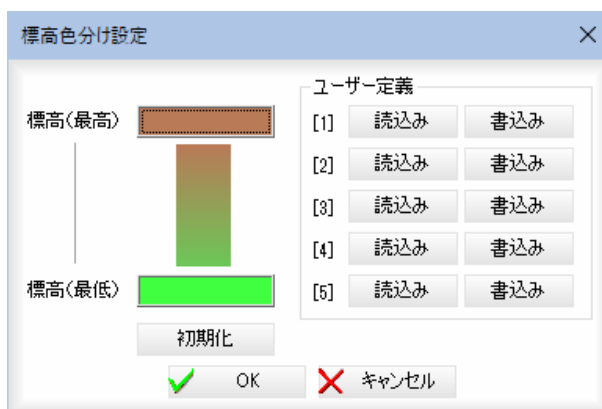 標高色分け設定
標高(最高)
標高(最低)
初期化
ユーザー定義
[1] 読込み 書込み
[2] 読込み 書込み
[3] 読込み 書込み
[4] 読込み 書込み
[5] 読込み 書込み
OK キャンセル